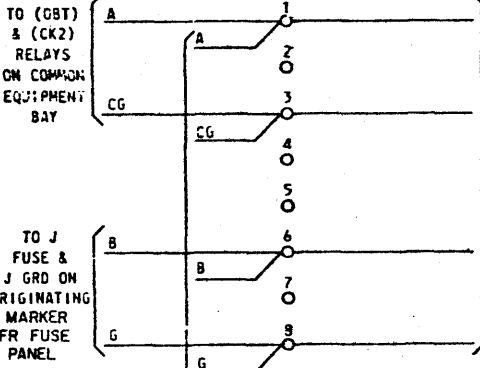 TO (OBT)
& (CK2)
RELAYS
ON COMMON
EQUIPMENT
BAY
A
1
A
2
CG
3
CG
4
5
TO J
FUSE &
J GRD ON
RIGINATING
MARKER
FR FUSE
PANEL
B
6
B
7
G
8
G